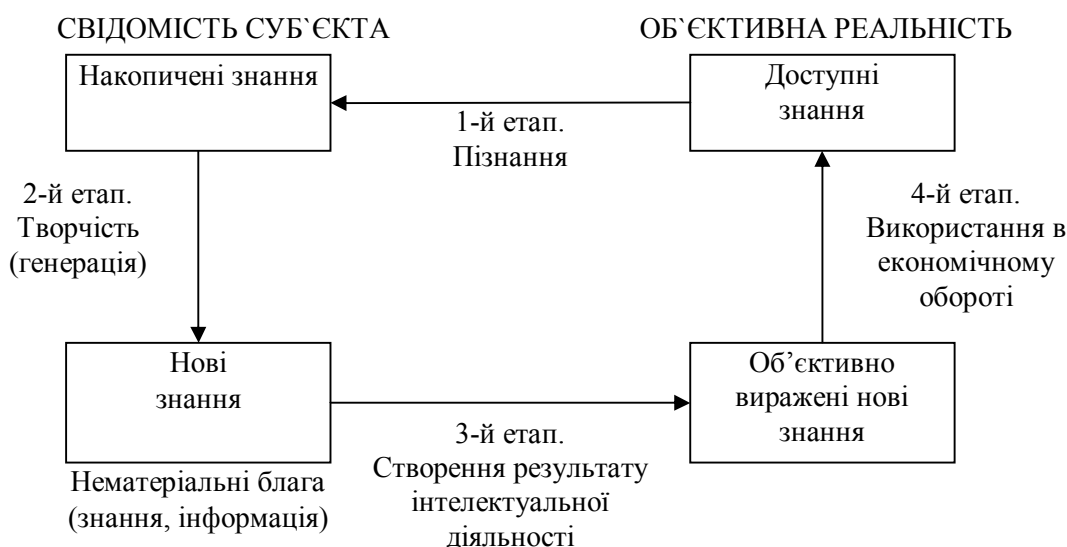 СВІДОМІСТЬ СУБ`ЄКТА
ОБ`ЄКТИВНА РЕАЛЬНІСТЬ
Накопичені знання
Доступні
знання
1-й етап.
Пізнання
2-й етап.
Творчість
(генерація)
4-й етап.
Використання в
економічному
обороті
Нові
знання
Об’єктивно
виражені нові
знання
3-й етап.
Створення результату
інтелектуальної
діяльності
Нематеріальні блага
(знання, інформація)